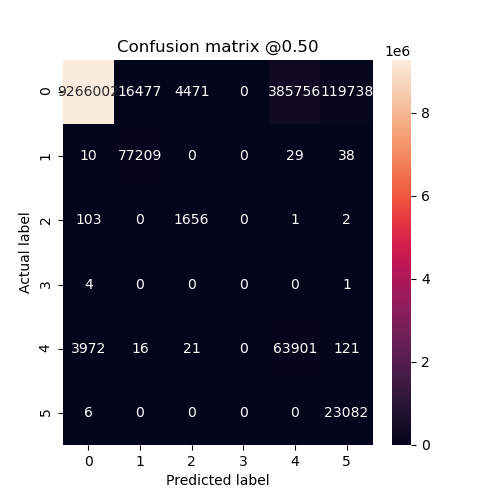 Confusion matrix @0.50
1e6
0 9266002 16477 4471 0 385756 119738
8
1 10 77209 0 0 29 38
6
2 103 0 1656 0 1 2
Actual label
4
3 4 0 0 0 0 1
4 3972 16 21 0 63901 121
2
5 6 0 0 0 0 23082
0
0 1 2 3 4 5
Predicted label